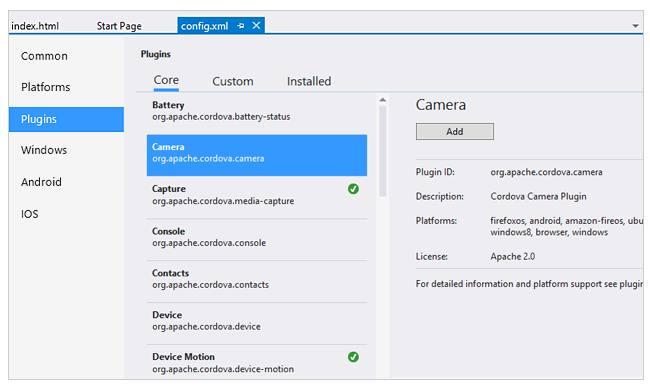 index.html Start Page config.xml
Common
Platforms
Plugins
Windows
Android
IOS
Plugins
Core Custom Installed
Battery
org.apache.cordova.battery-status
Camera
org.apache.cordova.camera
Capture
org.apache.cordova.media-capture
Console
org.apache.cordova.console
Contacts
org.apache.cordova.contacts
Device
org.apache.cordova.device
Device Motion
org.apache.cordova.device-motion
Camera
Add
Plugin ID: org.apache.cordova.camera
Description: Cordova Camera Plugin
Platforms: firefoxos, android, amazon-fireos, ubu
windows8, browser, windows
License: Apache 2.0
For detailed information and platform support see plugin